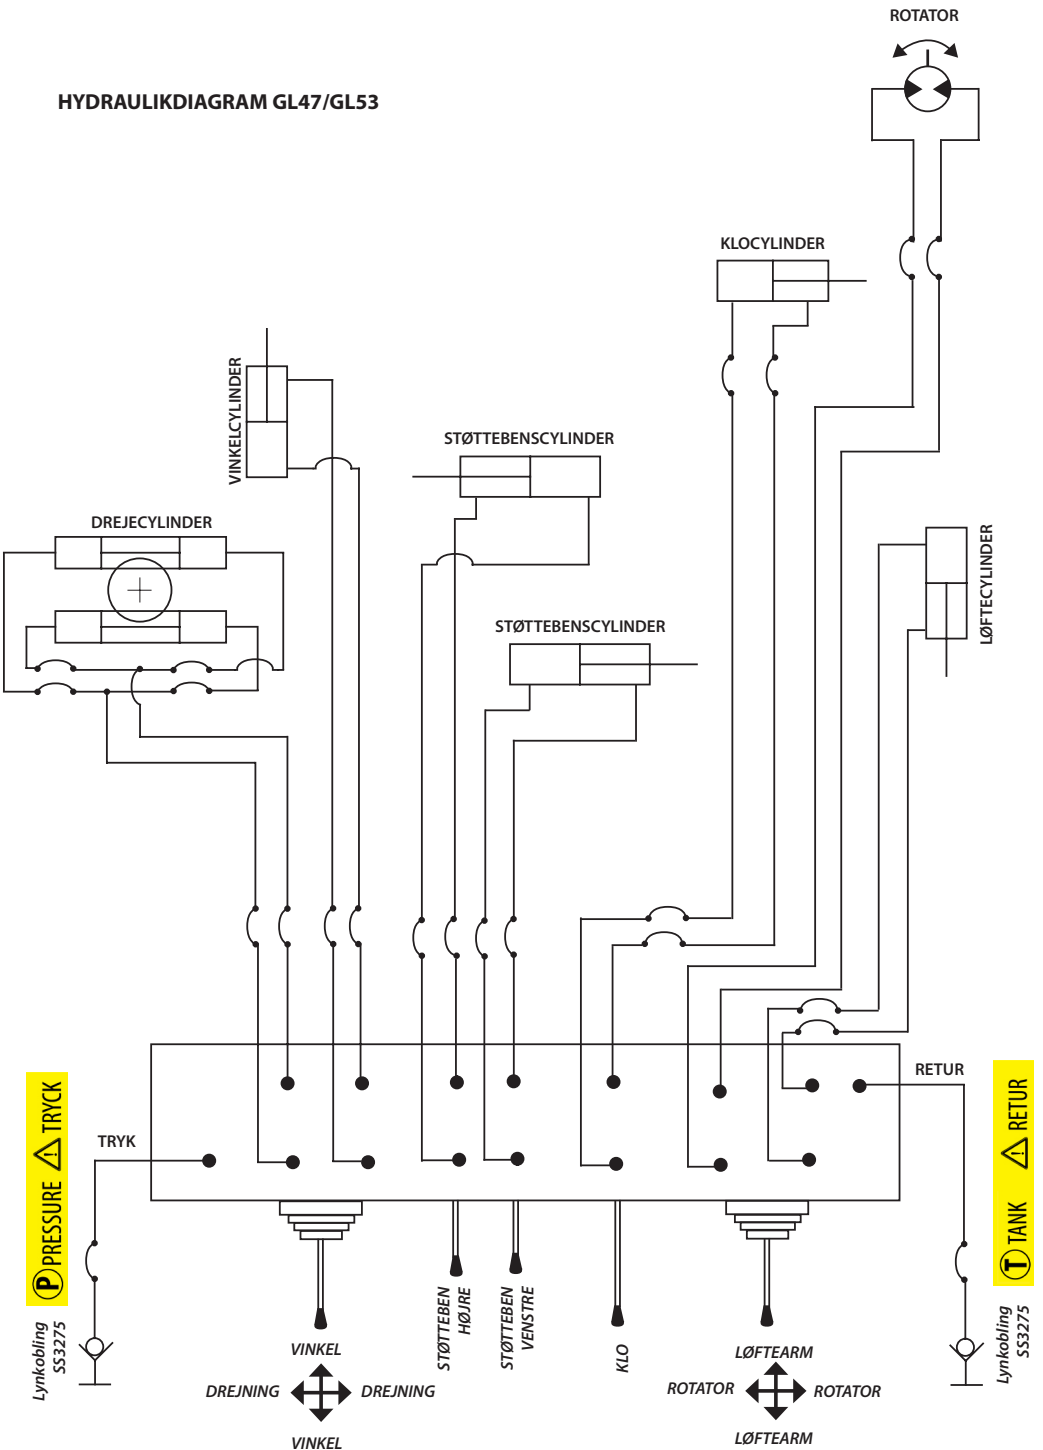 ROTATOR
HYDRAULIKDIAGRAM GL47/GL53
KLOCYLINDER
VINKELCYLINDER
STØTTEBENSCYLINDER
DREJECYLINDER
LØFTECYLINDER
STØTTEBENSCYLINDER
RETUR
TRYK
P PRESSURE ⚠ TRYCK
T TANK ⚠ RETUR
Lynkobling
SS3275
STØTTEBEN
HØJRE
STØTTEBEN
VENSTRE
KLO
Lynkobling
SS3275
VINKEL
DREJNING
DREJNING
VINKEL
LØFTEARM
ROTATOR
ROTATOR
LØFTEARM